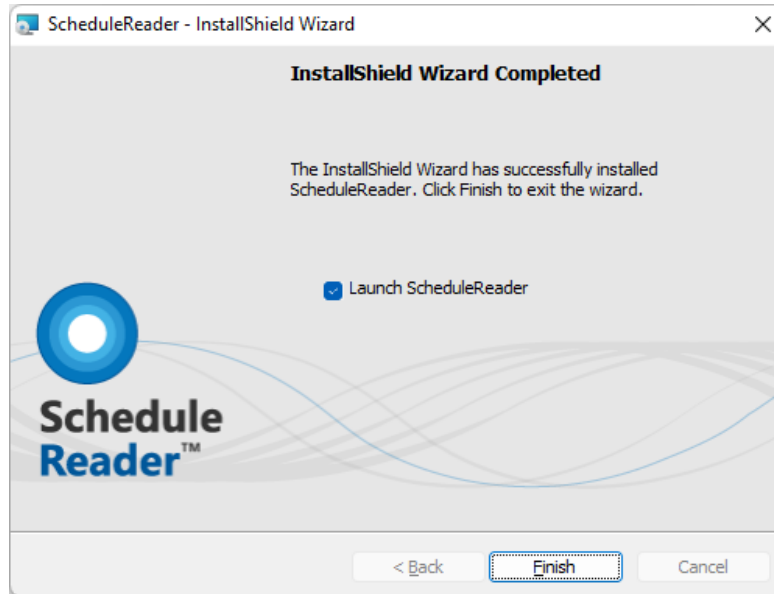 ScheduleReader - InstallShield Wizard
InstallShield Wizard Completed
The InstallShield Wizard has successfully installed
ScheduleReader. Click Finish to exit the wizard.
Launch ScheduleReader
Schedule
Reader™
< Back
Finish
Cancel